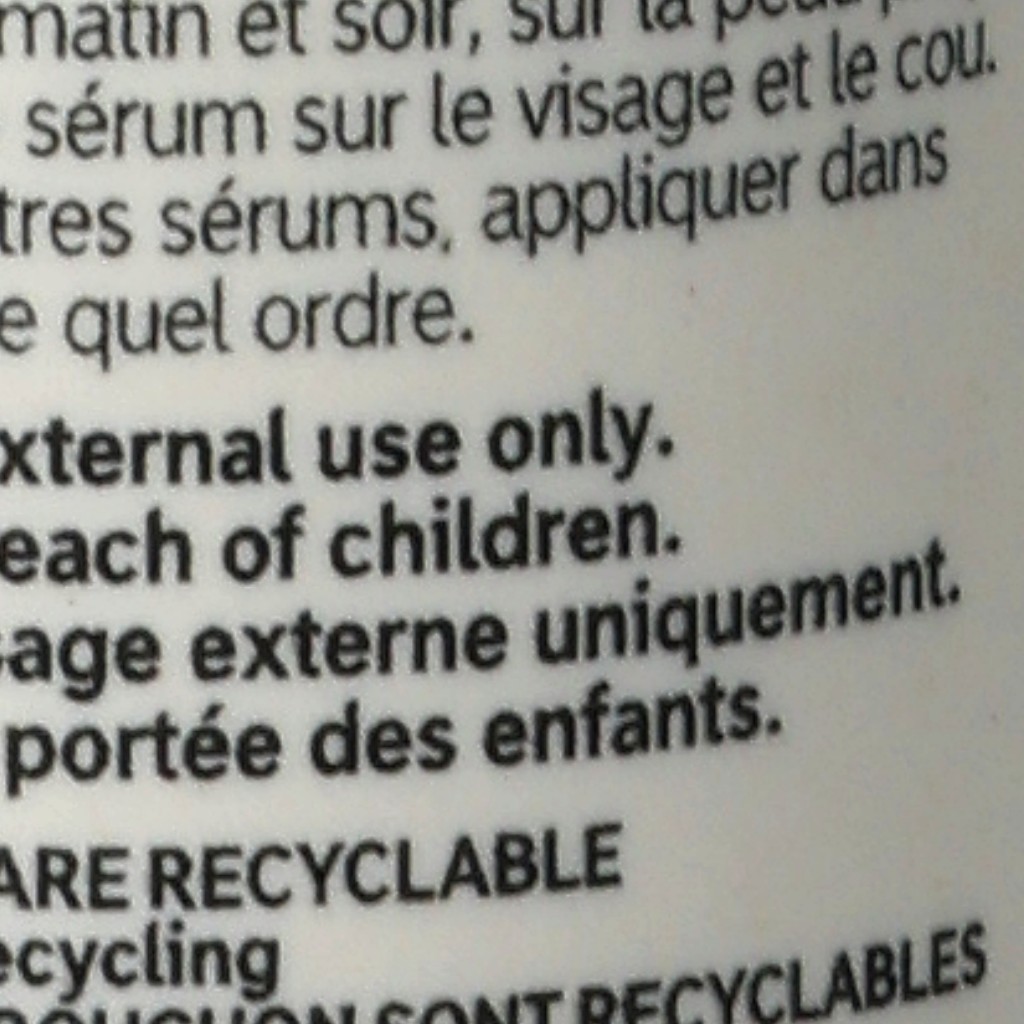 matin et soir, sur la
sérum sur le visage et le cou.
tres sérums, appliquer dans
e quel ordre.
xternal use only.
each of children.
sage externe uniquement.
portée des enfants.
ARE RECYCLABLE
ecycling
BOUCHON SONT RECYCLABLES